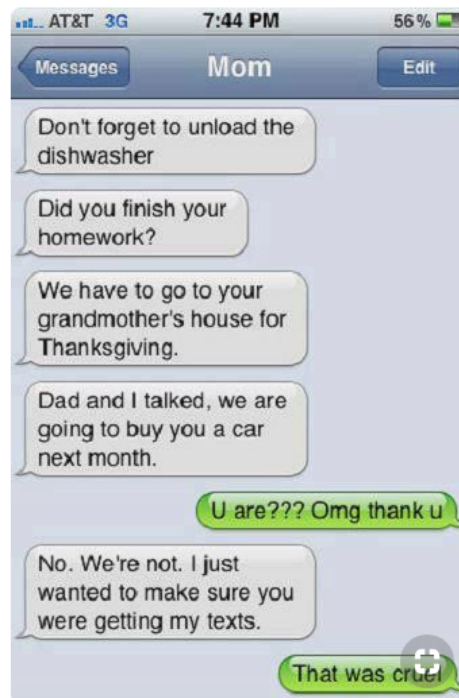 AT&T 3G 7:44 PM 56%
Messages Mom Edit
Don't forget to unload the
dishwasher
Did you finish your
homework?
We have to go to your
grandmother's house for
Thanksgiving.
Dad and I talked, we are
going to buy you a car
next month.
U are??? Omg thank u
No. We're not. I just
wanted to make sure you
were getting my texts.
That was cruel